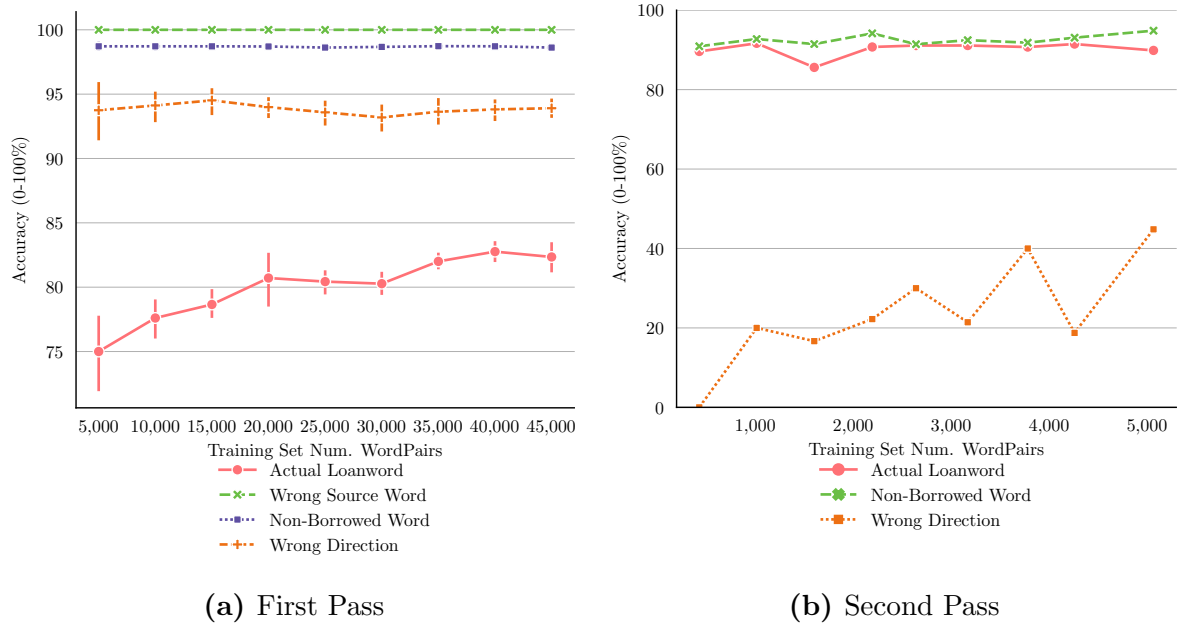 100
95
90
85
80
75
Accuracy (0-100%)
5,000 10,000 15,000 20,000 25,000 30,000 35,000 40,000 45,000
Training Set Num. WordPairs
Actual Loanword
Wrong Source Word
Non-Borrowed Word
Wrong Direction
(a) First Pass
100
80
60
40
20
0
Accuracy (0-100%)
1,000 2,000 3,000 4,000 5,000
Training Set Num. WordPairs
Actual Loanword
Non-Borrowed Word
Wrong Direction
(b) Second Pass